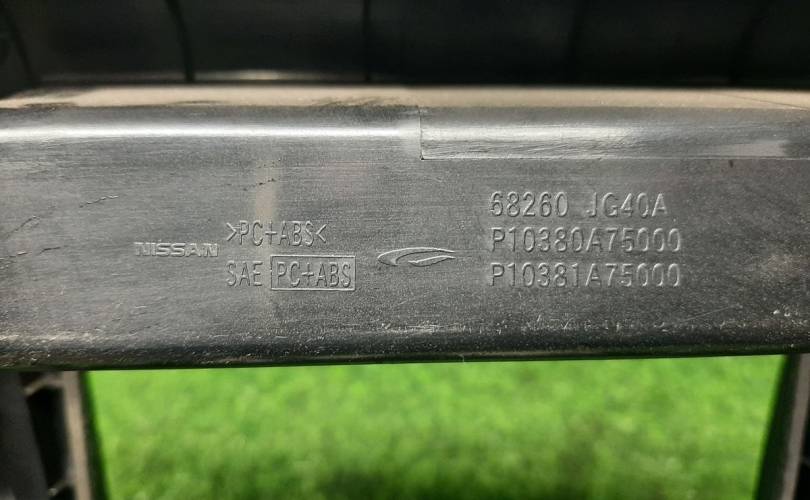 NISSAN
>PC+ABS<
SAE PC+ABS
68260 JG40A
P10380A75000
P10381A75000